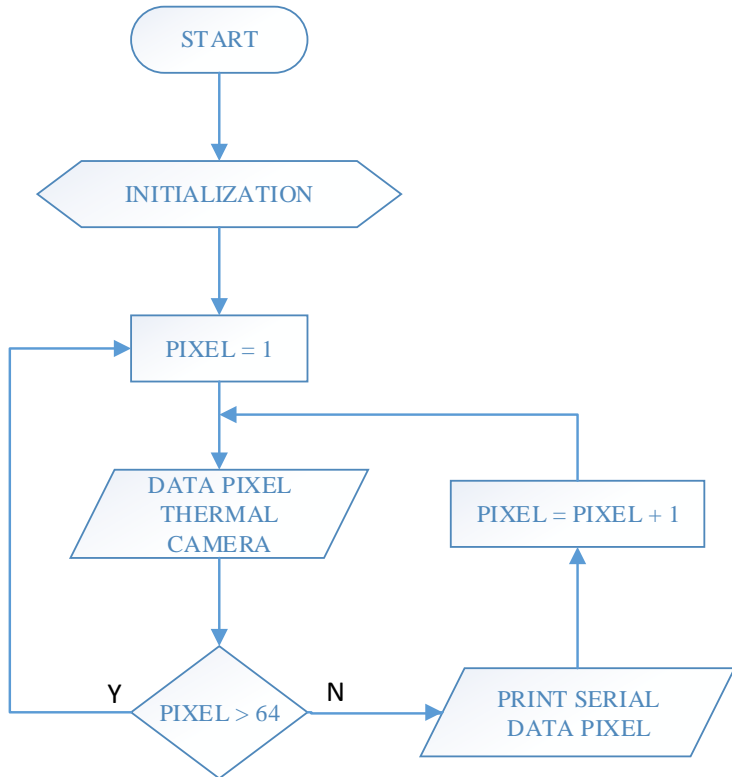 START
INITIALIZATION
PIXEL = 1
DATA PIXEL
THERMAL
CAMERA
PIXEL = PIXEL + 1
Y
PIXEL > 64
N
PRINT SERIAL
DATA PIXEL